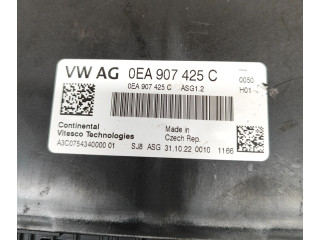 VW AG 0EA 907 425 C
0EA 907 425 C ASG1.2
0050
H01
Continental
Vitesco Technologies
Made in
Czech Rep.
A3C0754340000 01 SJ8 ASG 31.10.22 0010 1166